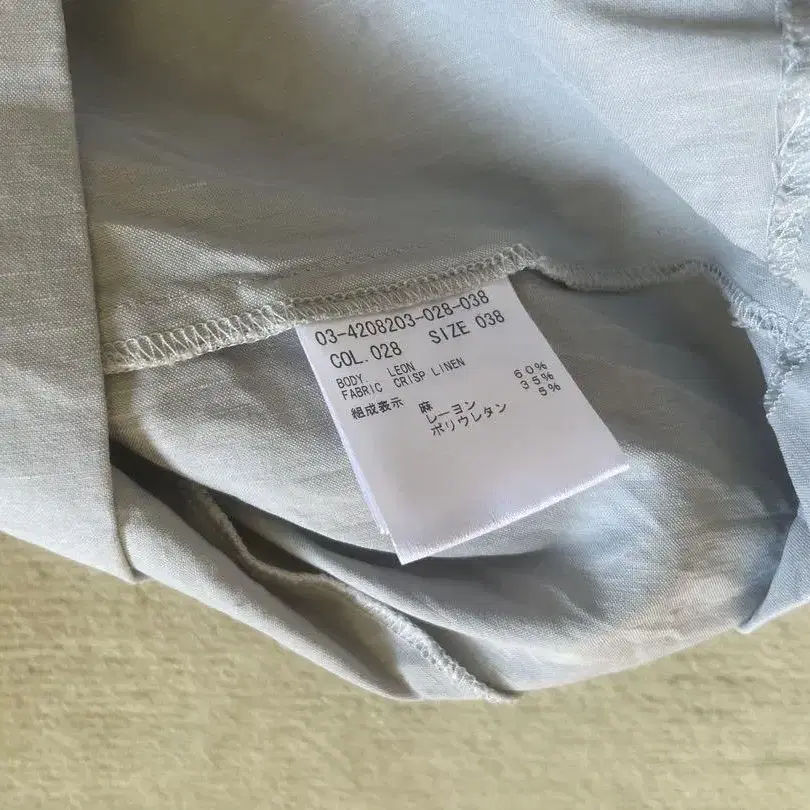 03-4208203-028-038
COL.028 SIZE 038
BODY. LEON
FABRIC CRISP LINEN
組成表示 麻 60%
レーヨン 35%
ポリウレタン 5%